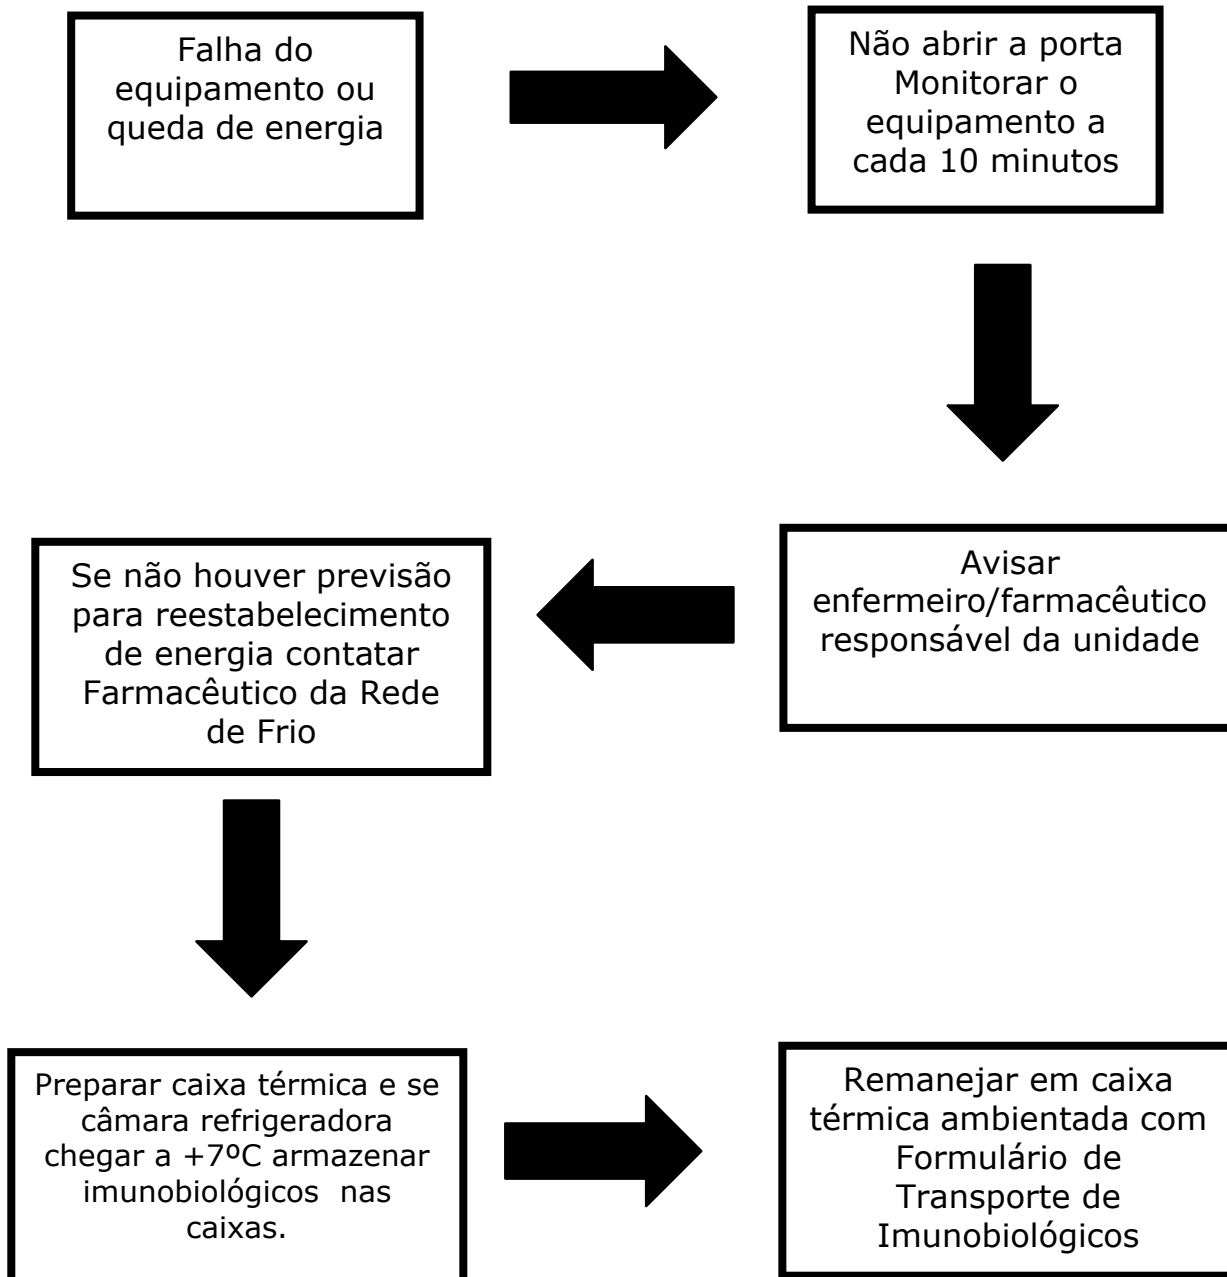 Falha do
equipamento ou
queda de energia
Não abrir a porta
Monitorar o
equipamento a
cada 10 minutos
Avisar
enfermeiro/farmacêutico
responsável da unidade
Se não houver previsão
para reestabelecimento
de energia contatar
Farmacêutico da Rede
de Frio
Preparar caixa térmica e se
câmara refrigeradora
chegar a +7ºC armazenar
imunobiológicos nas
caixas.
Remanejar em caixa
térmica ambientada com
Formulário de
Transporte de
Imunobiológicos